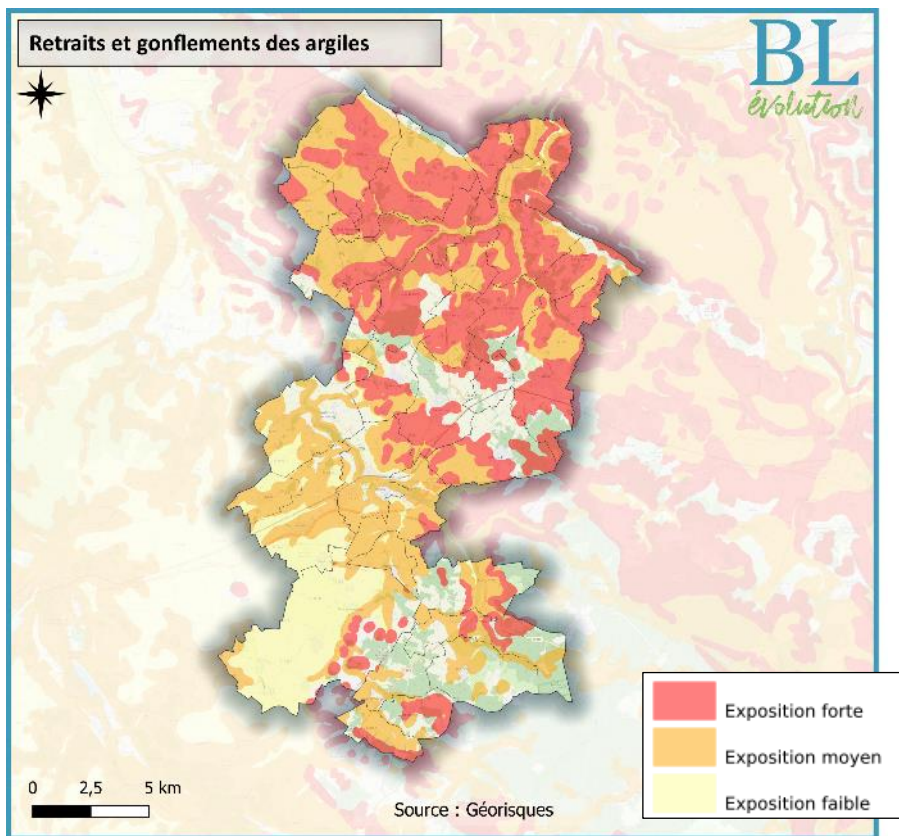 Retraits et gonflements des argiles
BL
évolution
Exposition forte
Exposition moyen
Exposition faible
0 2,5 5 km
Source : Géorisques